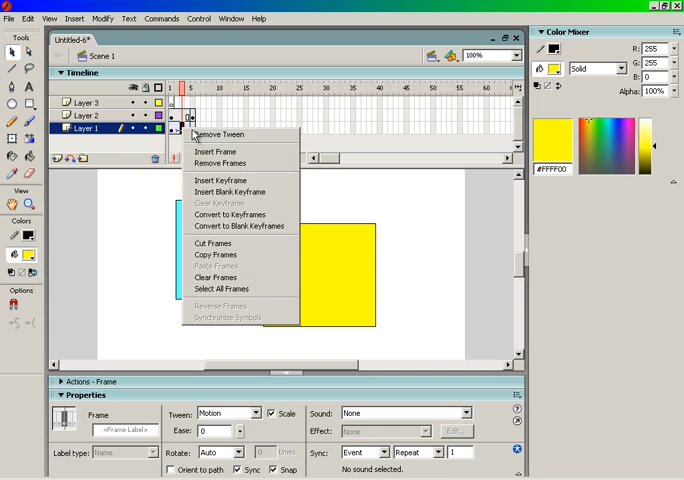 File Edit View Insert Modify Text Commands Control Window Help
Tools
View
Colors
Options
Untitled-6*
Scene 1
100%
Timeline
1 5 10 15 20 25 30 35 40 45 50 55 60 6
Layer 3
Layer 2
Layer 1
Remove Tween
Insert Frame
Remove Frames
Insert Keyframe
Insert Blank Keyframe
Clear Keyframe
Convert to Keyframes
Convert to Blank Keyframes
Cut Frames
Copy Frames
Paste Frames
Clear Frames
Select All Frames
Reverse Frames
Synchronize Symbols
Actions - Frame
Properties
Frame
<Frame Label>
Label type: Name
Tween: Motion Scale
Ease: 0
Rotate: Auto 0 times
Orient to path Sync Snap
Sound: None
Effect: None Edit...
Sync: Event Repeat 1
No sound selected.
Color Mixer
Solid
R: 255
G: 255
B: 0
Alpha: 100%
#FFFF00